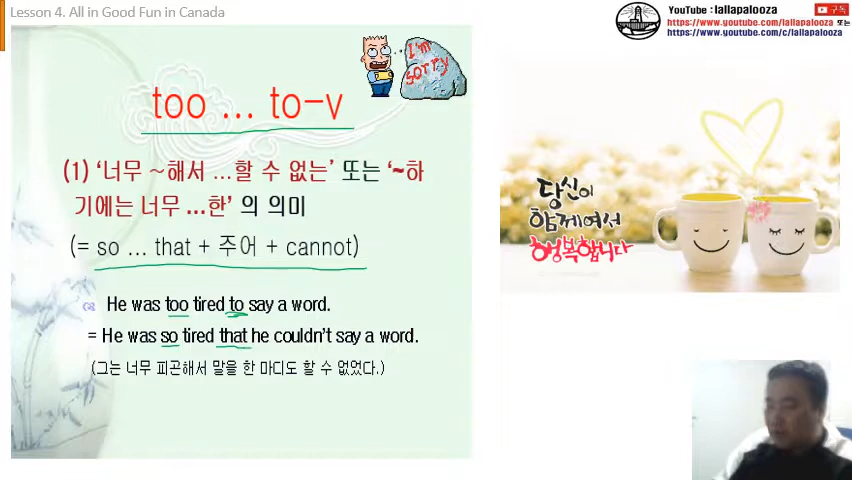 Lesson 4. All in Good Fun in Canada
YouTube : lallapalooza 구독
https://www.youtube.com/lallapalooza 또는
https://www.youtube.com/c/lallapalooza
I'm
sorry
too ... to-v
(1) ‘너무 ~해서 ...할 수 없는’ 또는 ‘~하
기에는 너무 ...한’ 의 의미
(= so ... that + 주어 + cannot)
He was too tired to say a word.
= He was so tired that he couldn't say a word.
(그는 너무 피곤해서 말을 한 마디도 할 수 없었다.)
당신이
함께여서
행복합니다